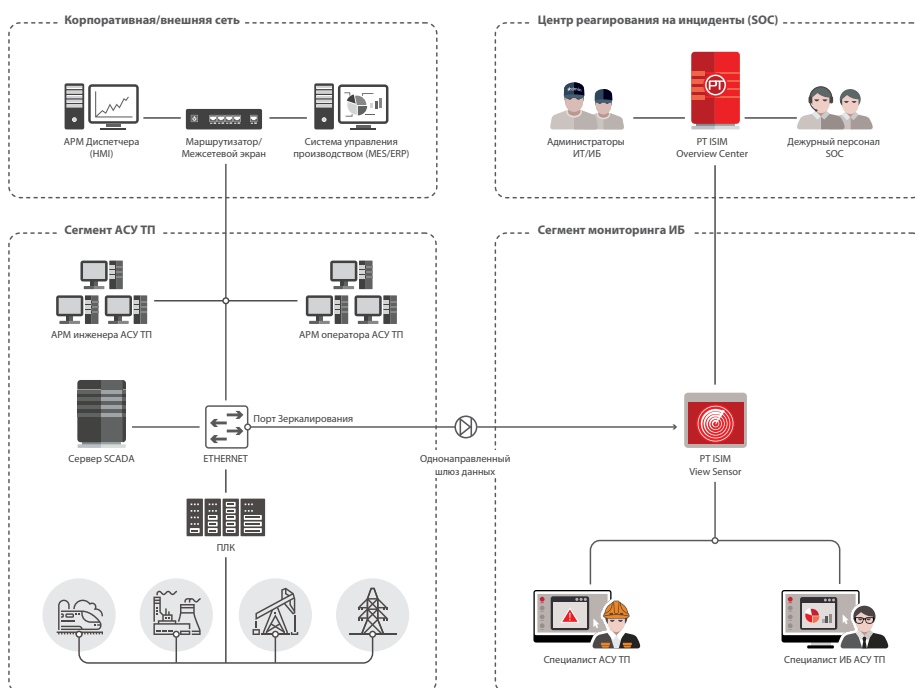 Корпоративная/внешняя сеть
АРМ Диспетчера
(HMI)
Маршрутизатор/
Межсетевой экран
Система управления
производством (MES/ERP)
Центр реагирования на инциденты (SOC)
admin
PT
Администраторы
ИТ/ИБ
PT ISIM
Overview Center
Дежурный персонал
SOC
Сегмент АСУ ТП
АРМ инженера АСУ ТП
АРМ оператора АСУ ТП
Сервер SCADA
Порт Зеркалирования
ETHERNET
ПЛК
Однонаправленный
шлюз данных
Сегмент мониторинга ИБ
PT ISIM
View Sensor
Специалист АСУ ТП
Специалист ИБ АСУ ТП